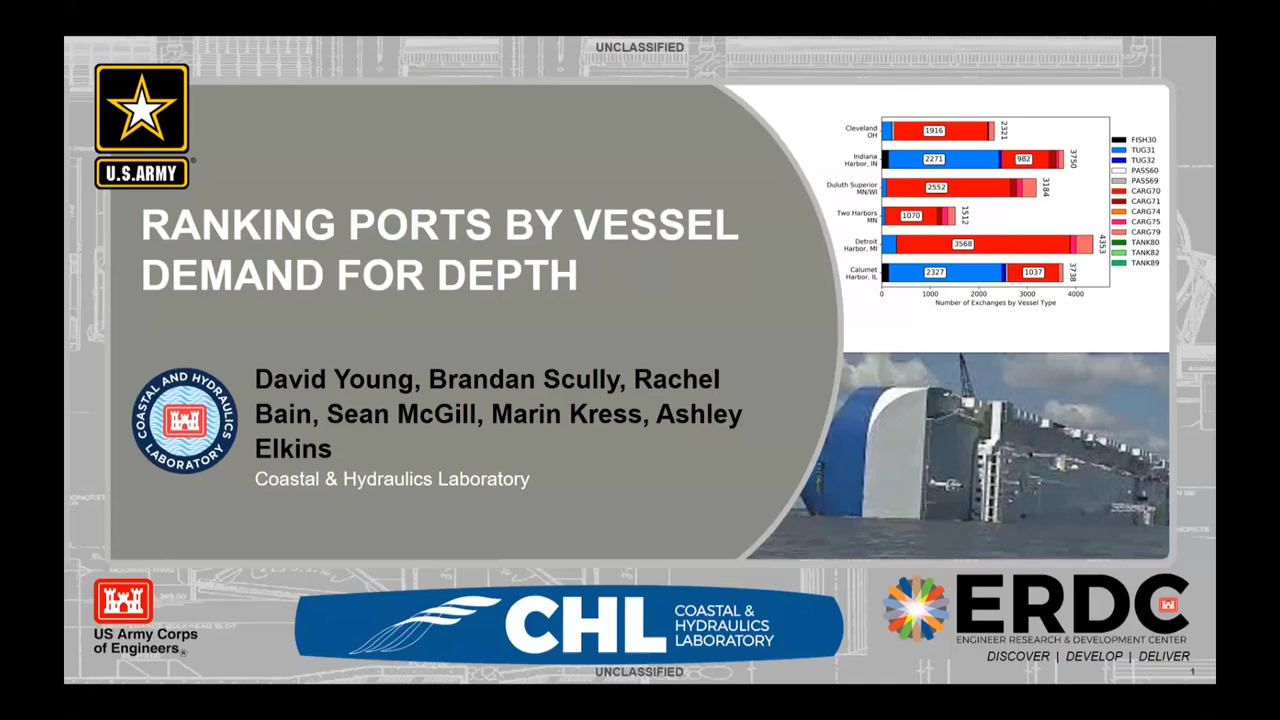 UNCLASSIFIED
U.S.ARMY
RANKING PORTS BY VESSEL
DEMAND FOR DEPTH
COASTAL AND HYDRAULICS
LABORATORY
David Young, Brandan Scully, Rachel
Bain, Sean McGill, Marin Kress, Ashley
Elkins
Coastal & Hydraulics Laboratory
Cleveland
OH
1916
2321
Indiana
Harbor, IN
2271
982
3750
Duluth Superior
MN/WI
2552
3184
Two Harbors
MN
1070
1512
Detroit
Harbor, MI
3568
4353
Calumet
Harbor, IL
2327
1037
3738
0 1000 2000 3000 4000
Number of Exchanges by Vessel Type
FISH30
TUG31
TUG32
PASS60
PASS69
CARG70
CARG71
CARG74
CARG75
CARG79
TANK80
TANK82
TANK89
US Army Corps
of Engineers®
CHL
COASTAL &
HYDRAULICS
LABORATORY
ERDC
ENGINEER RESEARCH & DEVELOPMENT CENTER
DISCOVER | DEVELOP | DELIVER
UNCLASSIFIED
1